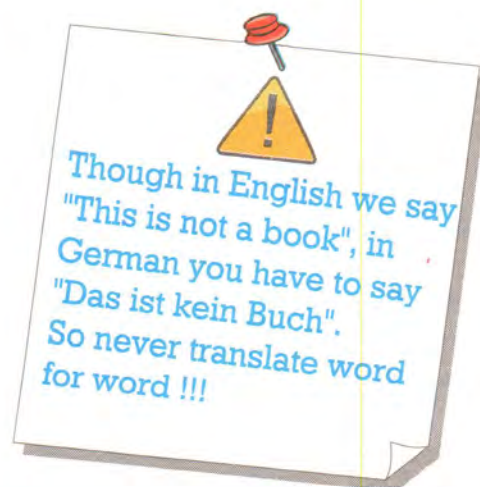 Though in English we say
"This is not a book", in
German you have to say
"Das ist kein Buch".
So never translate word
for word !!!